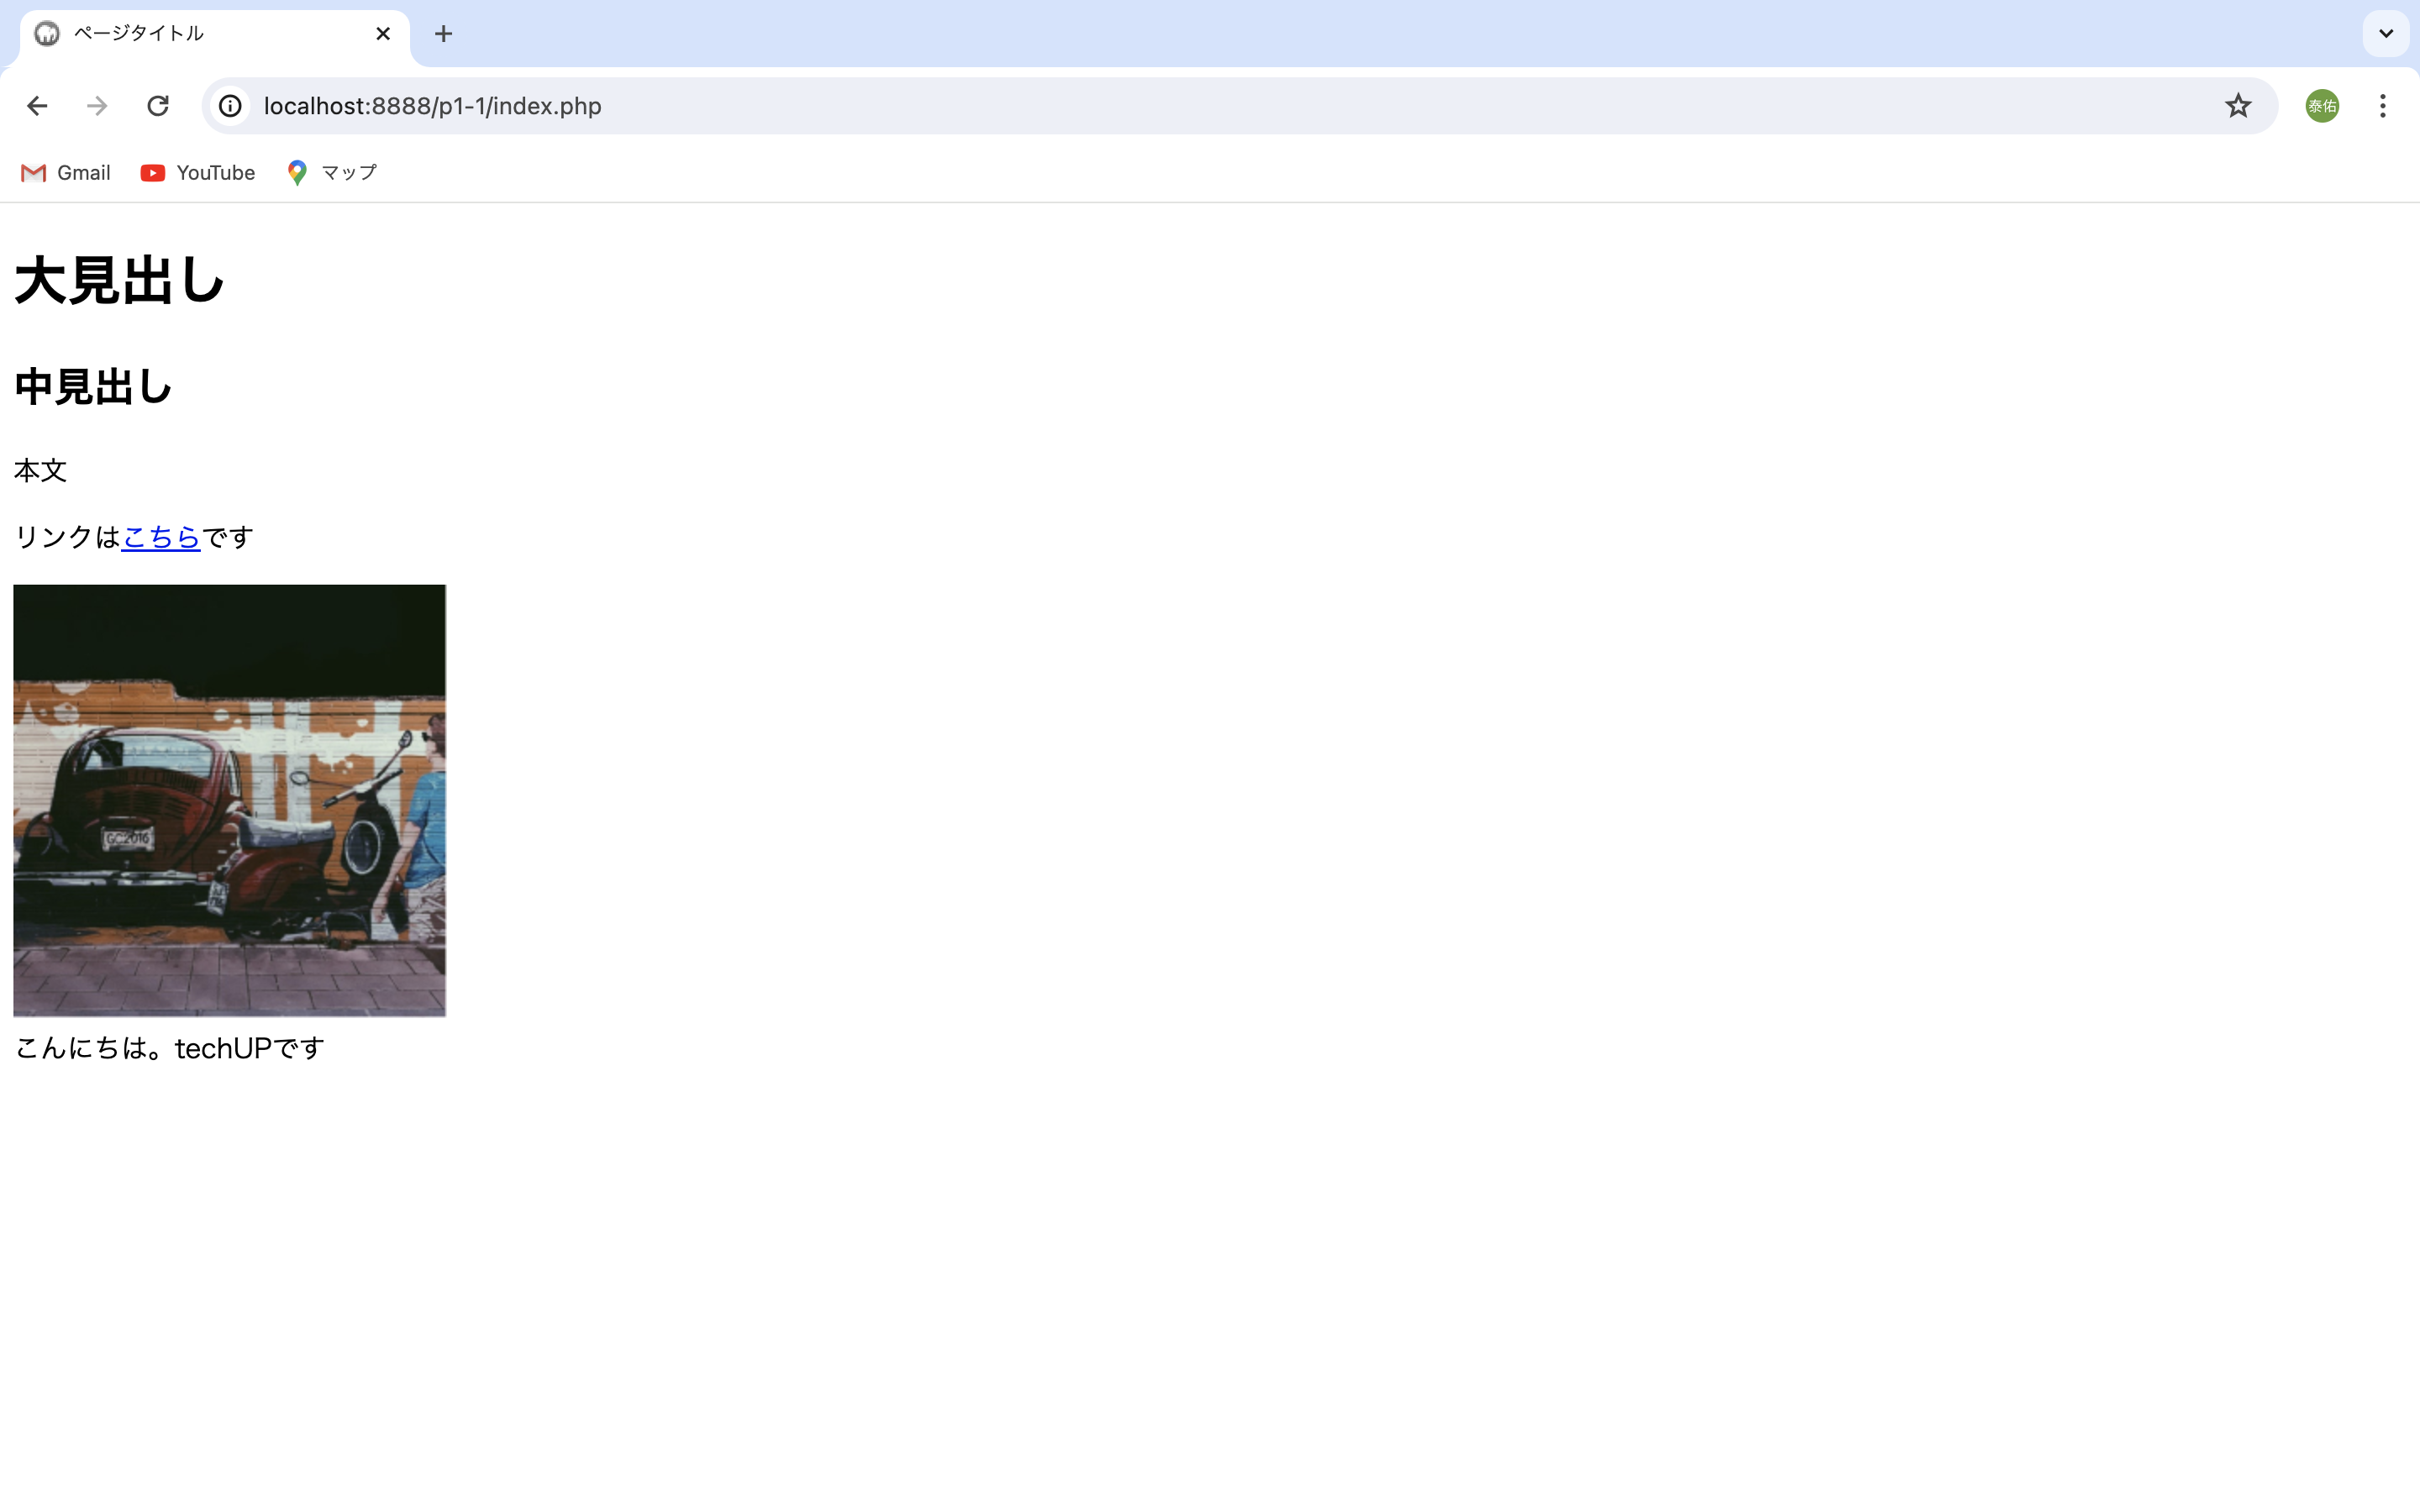 ページタイトル
localhost:8888/p1-1/index.php
泰佑
Gmail
YouTube
マップ
大見出し
中見出し
本文
リンクはこちらです
GC2016
こんにちは。techUPです